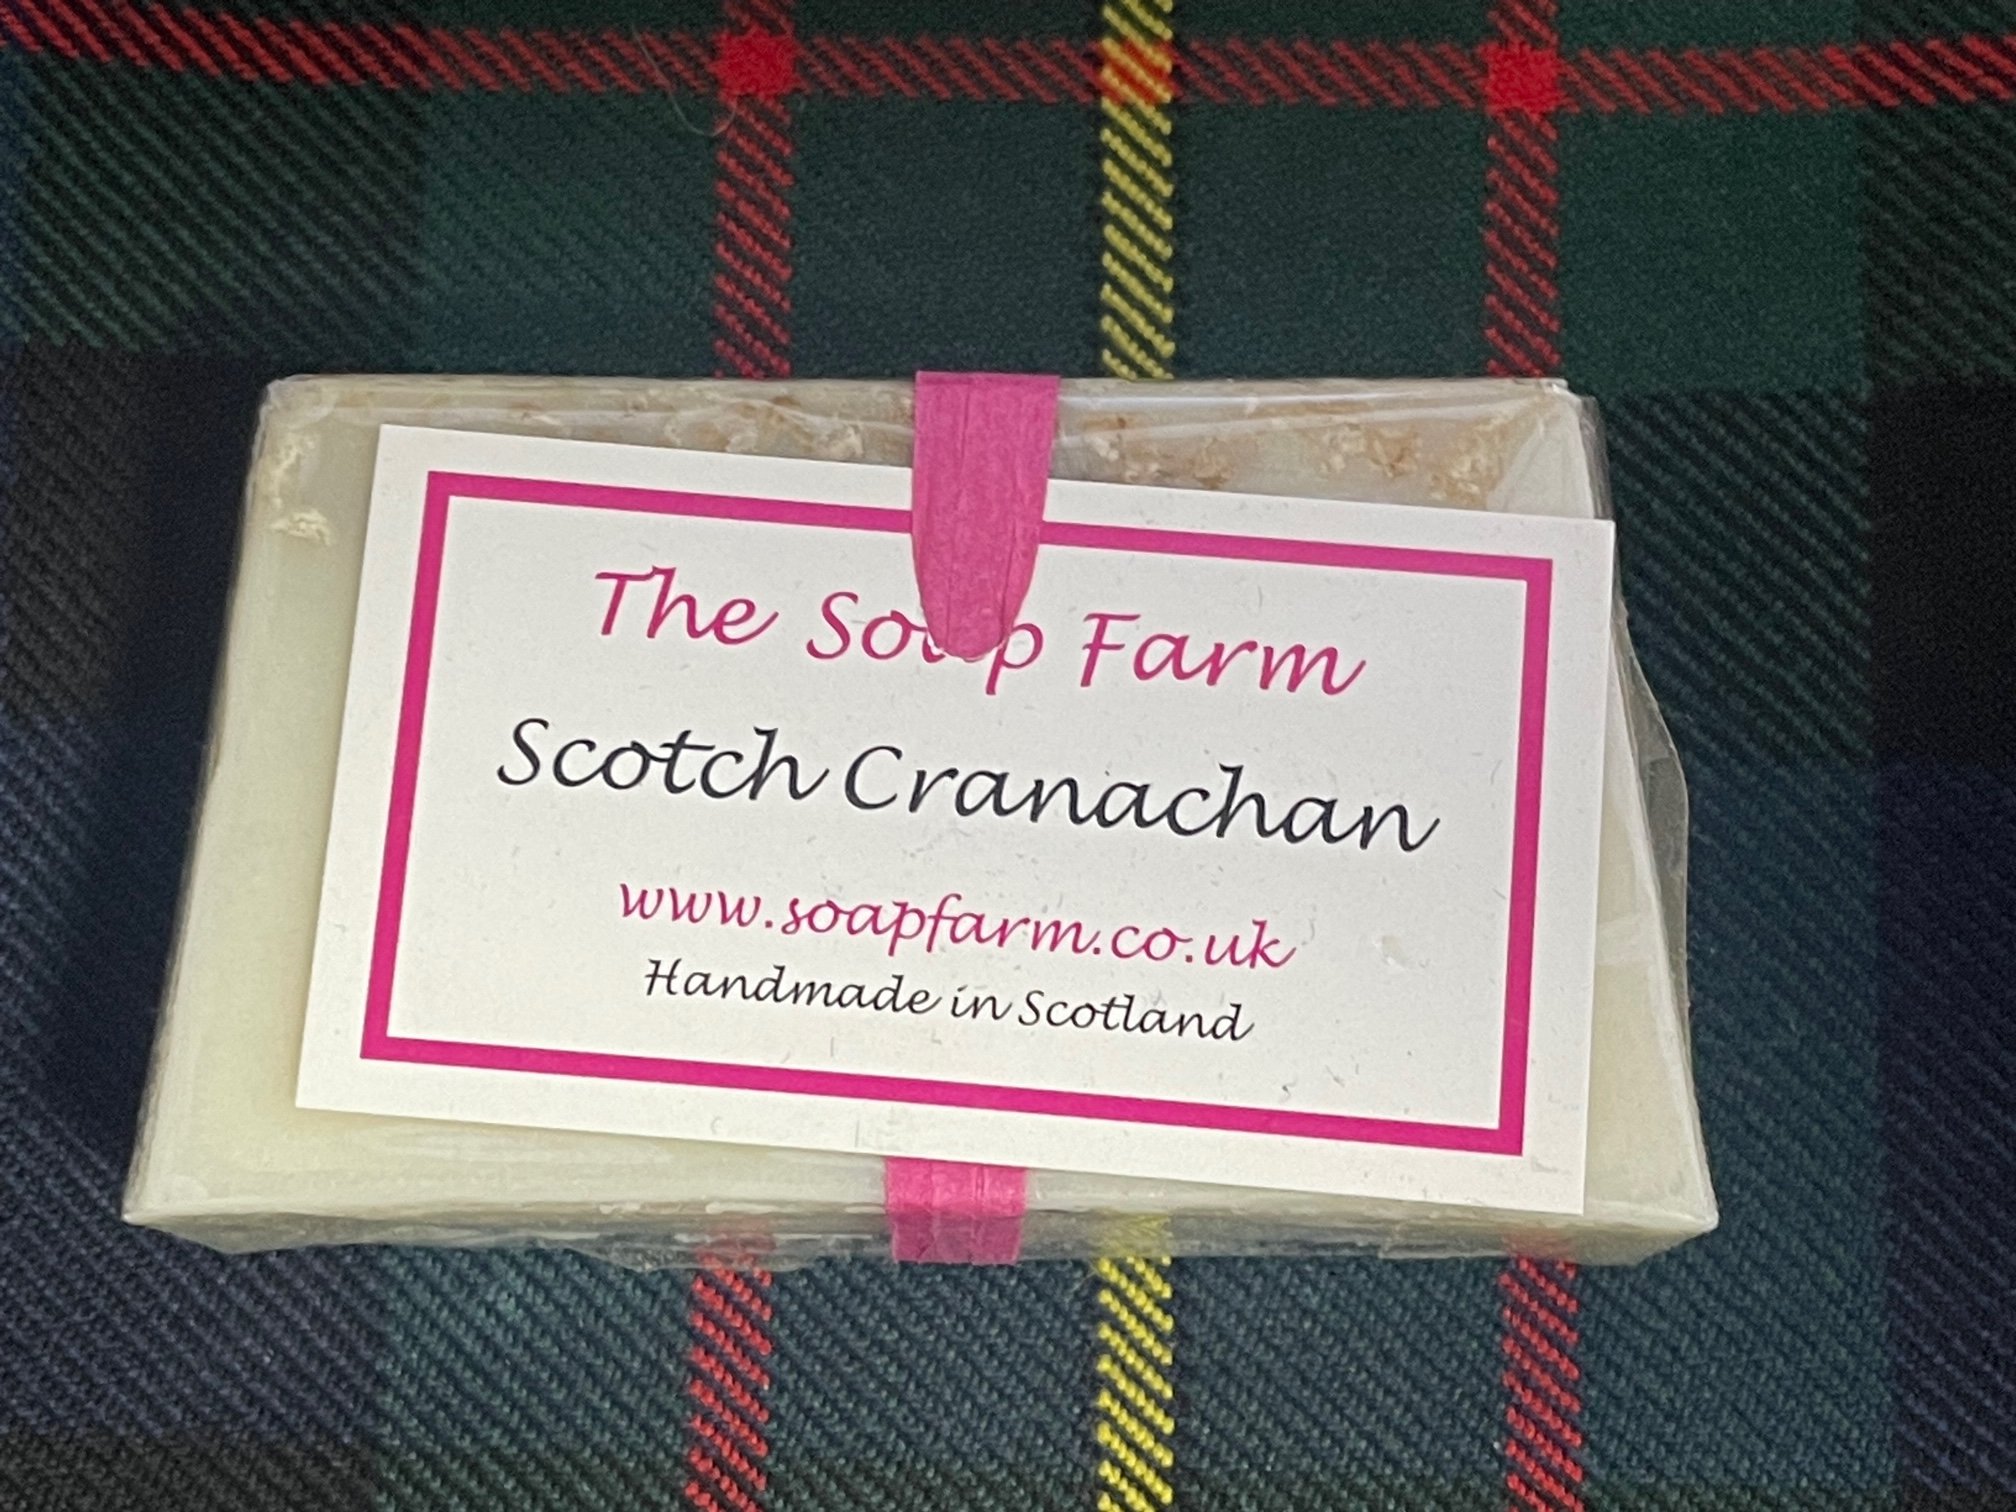 The Soap Farm
Scotch Cranachan
www.soapfarm.co.uk
Handmade in Scotland